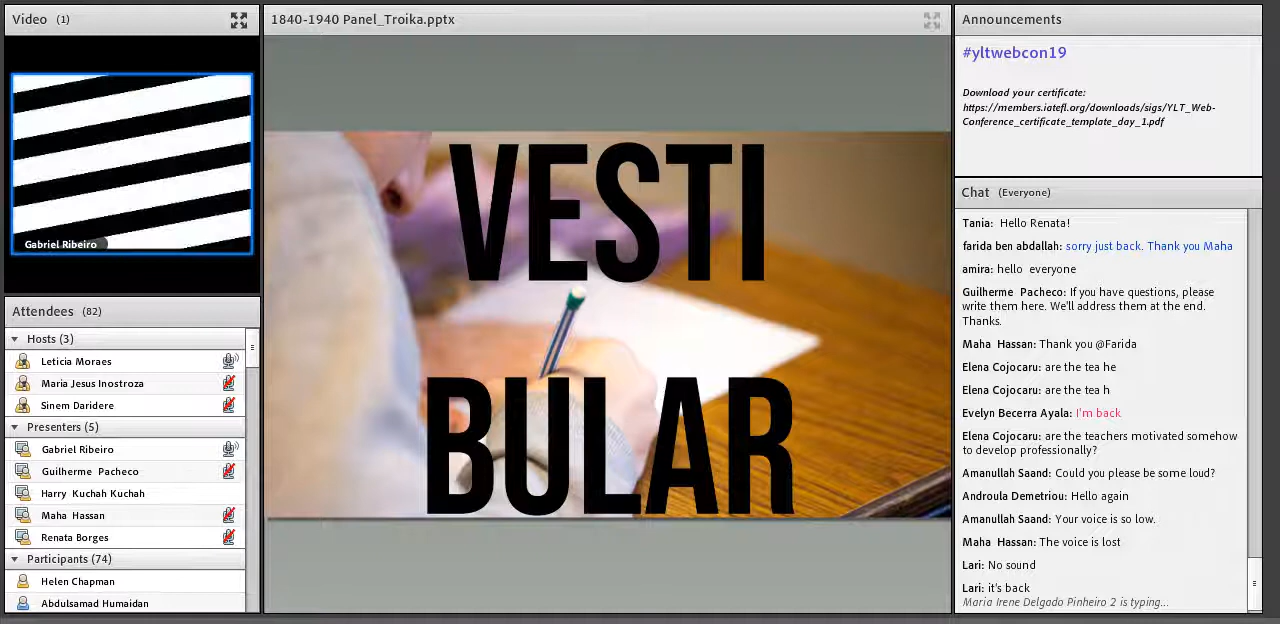 Video (1)
Gabriel Ribeiro
Attendees (82)
Hosts (3)
Leticia Moraes
Maria Jesus Inostroza
Sinem Daridere
Presenters (5)
Gabriel Ribeiro
Guilherme Pacheco
Harry Kuchah Kuchah
Maha Hassan
Renata Borges
Participants (74)
Helen Chapman
Abdulsamad Humaidan
1840-1940 Panel_Troika.pptx
VESTI
BULAR
Announcements
#yltwebcon19
Download your certificate:
https://members.iatefl.org/downloads/sigs/YLT_Web-
Conference_certificate_template_day_1.pdf
Chat (Everyone)
Tania: Hello Renata!
farida ben abdallah: sorry just back. Thank you Maha
amira: hello everyone
Guilherme Pacheco: If you have questions, please
write them here. We'll address them at the end.
Thanks.
Maha Hassan: Thank you @Farida
Elena Cojocaru: are the tea he
Elena Cojocaru: are the tea h
Evelyn Becerra Ayala: I'm back
Elena Cojocaru: are the teachers motivated somehow
to develop professionally?
Amanullah Saand: Could you please be some loud?
Androula Demetriou: Hello again
Amanullah Saand: Your voice is so low.
Maha Hassan: The voice is lost
Lari: No sound
Lari: it's back
Maria Irene Delgado Pinheiro 2 is typing...